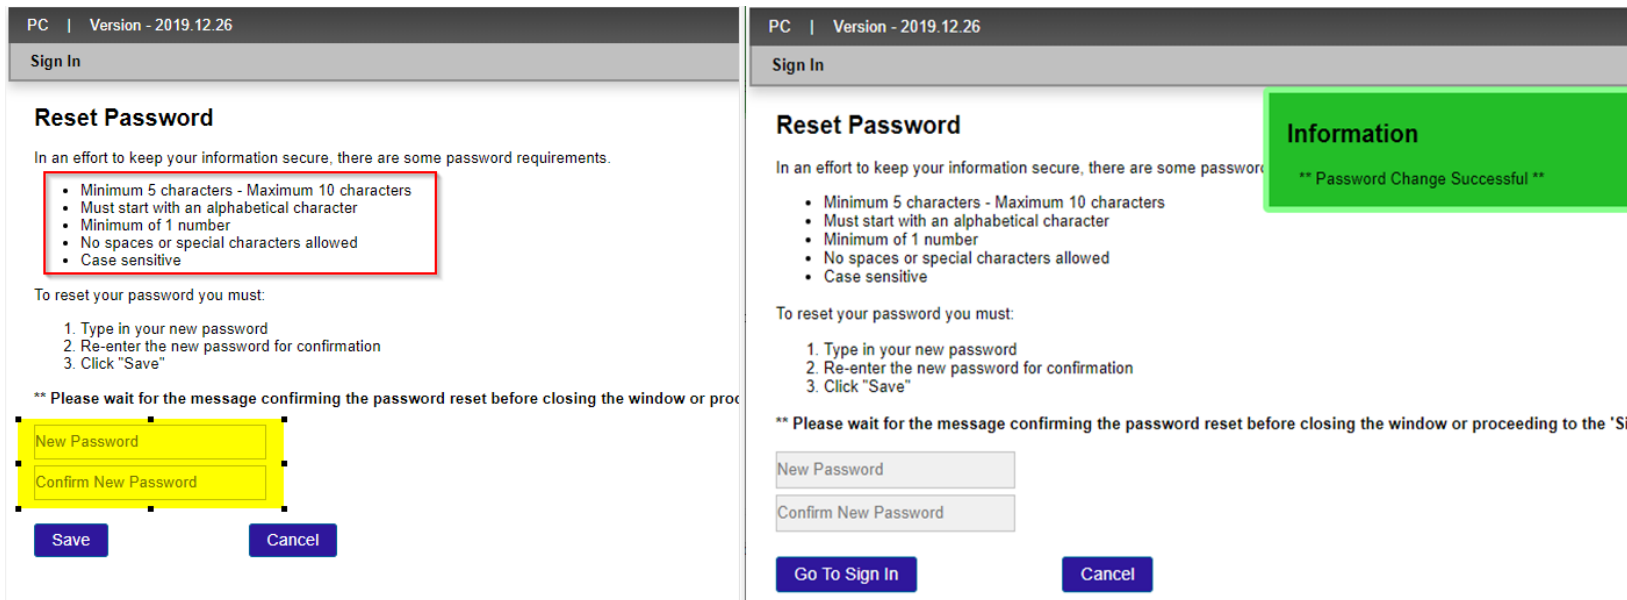 PC | Version - 2019.12.26
Sign In
Reset Password
In an effort to keep your information secure, there are some password requirements.
• Minimum 5 characters - Maximum 10 characters
• Must start with an alphabetical character
• Minimum of 1 number
• No spaces or special characters allowed
• Case sensitive
To reset your password you must:
1. Type in your new password
2. Re-enter the new password for confirmation
3. Click "Save"
** Please wait for the message confirming the password reset before closing the window or proc
New Password
Confirm New Password
Save Cancel
PC | Version - 2019.12.26
Sign In
Reset Password
In an effort to keep your information secure, there are some passwor
• Minimum 5 characters - Maximum 10 characters
• Must start with an alphabetical character
• Minimum of 1 number
• No spaces or special characters allowed
• Case sensitive
To reset your password you must:
1. Type in your new password
2. Re-enter the new password for confirmation
3. Click "Save"
** Please wait for the message confirming the password reset before closing the window or proceeding to the 'Si
New Password
Confirm New Password
Go To Sign In Cancel
Information
** Password Change Successful **